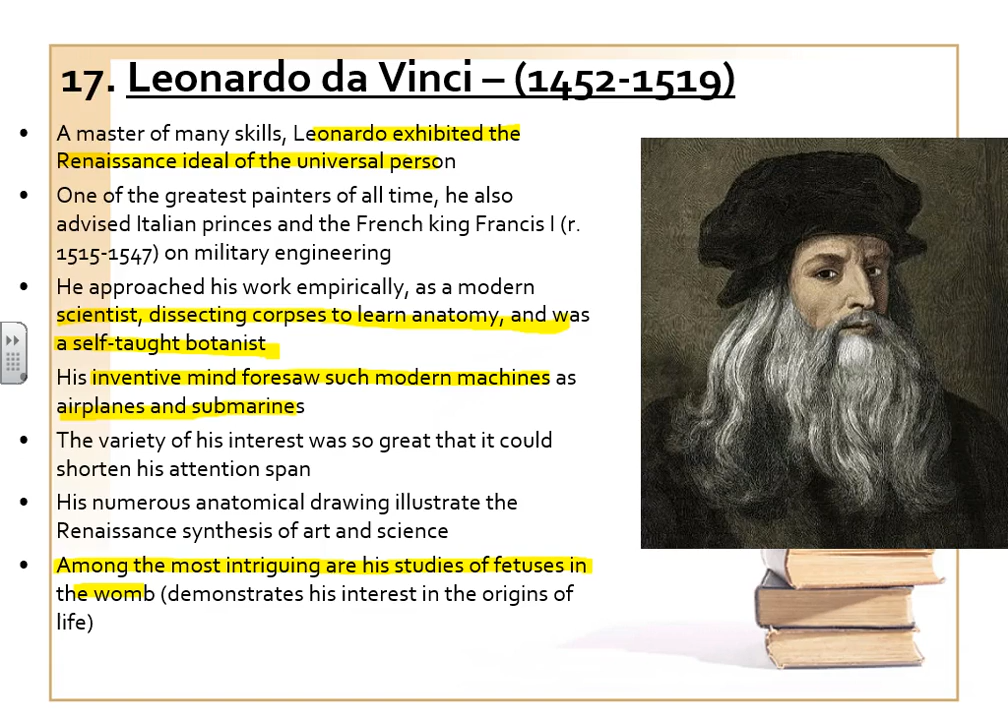 17. Leonardo da Vinci – (1452-1519)
• A master of many skills, Leonardo exhibited the
Renaissance ideal of the universal person
• One of the greatest painters of all time, he also
advised Italian princes and the French king Francis I (r.
1515-1547) on military engineering
• He approached his work empirically, as a modern
scientist, dissecting corpses to learn anatomy, and was
a self-taught botanist
His inventive mind foresaw such modern machines as
airplanes and submarines
• The variety of his interest was so great that it could
shorten his attention span
• His numerous anatomical drawing illustrate the
Renaissance synthesis of art and science
• Among the most intriguing are his studies of fetuses in
the womb (demonstrates his interest in the origins of
life)